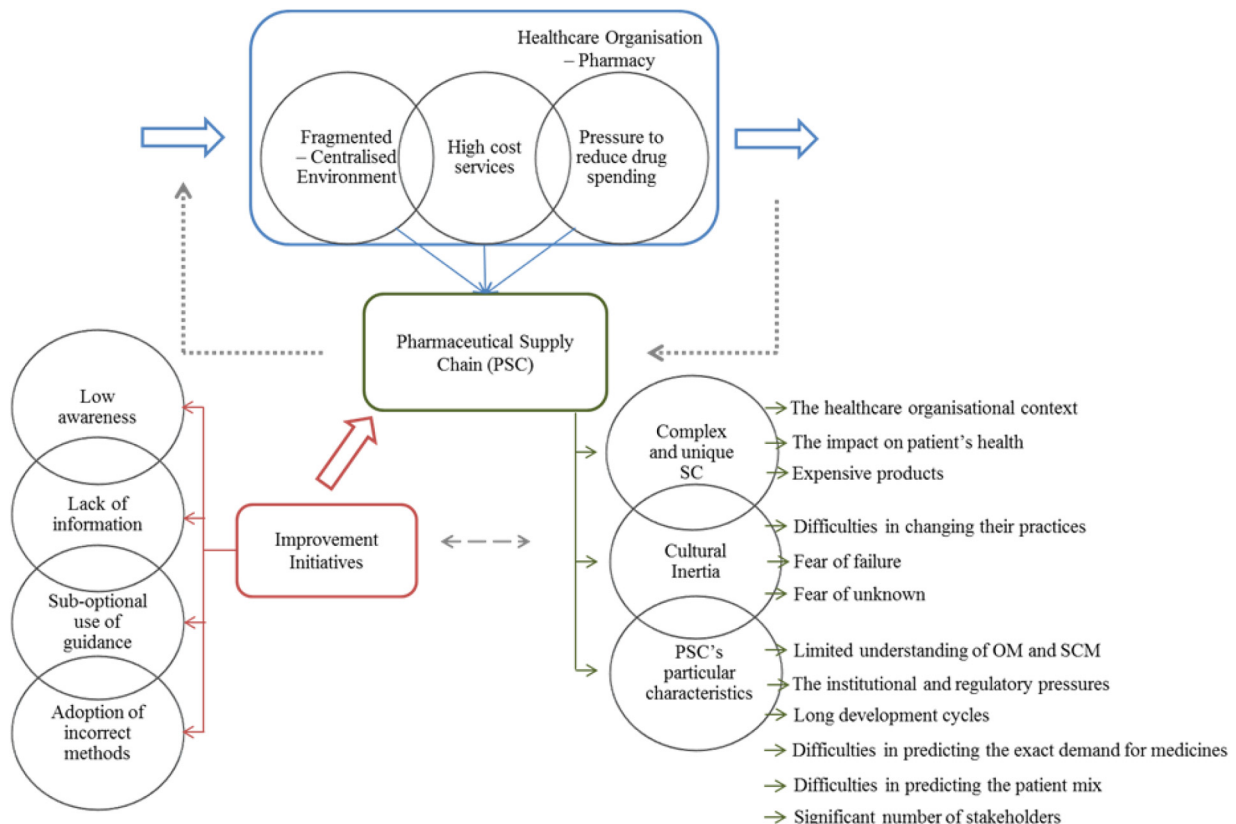 Healthcare Organisation
– Pharmacy
Fragmented
– Centralised
Environment
High cost
services
Pressure to
reduce drug
spending
Pharmaceutical Supply
Chain (PSC)
Low
awareness
Lack of
information
Sub-optional
use of
guidance
Adoption of
incorrect
methods
Improvement
Initiatives
Complex
and unique
SC
The healthcare organisational context
The impact on patient’s health
Expensive products
Cultural
Inertia
Difficulties in changing their practices
Fear of failure
Fear of unknown
PSC’s
particular
characteristics
Limited understanding of OM and SCM
The institutional and regulatory pressures
Long development cycles
Difficulties in predicting the exact demand for medicines
Difficulties in predicting the patient mix
Significant number of stakeholders